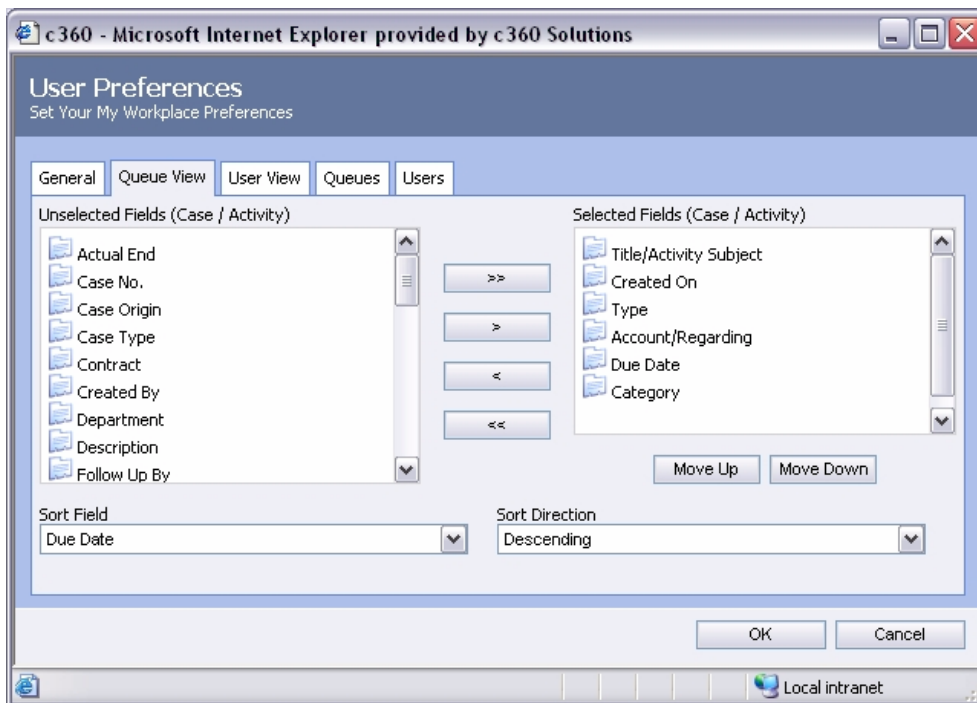 c360 - Microsoft Internet Explorer provided by c360 Solutions
User Preferences
Set Your My Workplace Preferences
General
Queue View
User View
Queues
Users
Unselected Fields (Case / Activity)
Actual End
Case No.
Case Origin
Case Type
Contract
Created By
Department
Description
Follow Up By
>>
>
<
<<
Selected Fields (Case / Activity)
Title/Activity Subject
Created On
Type
Account/Regarding
Due Date
Category
Move Up
Move Down
Sort Field
Due Date
Sort Direction
Descending
OK
Cancel
Local intranet